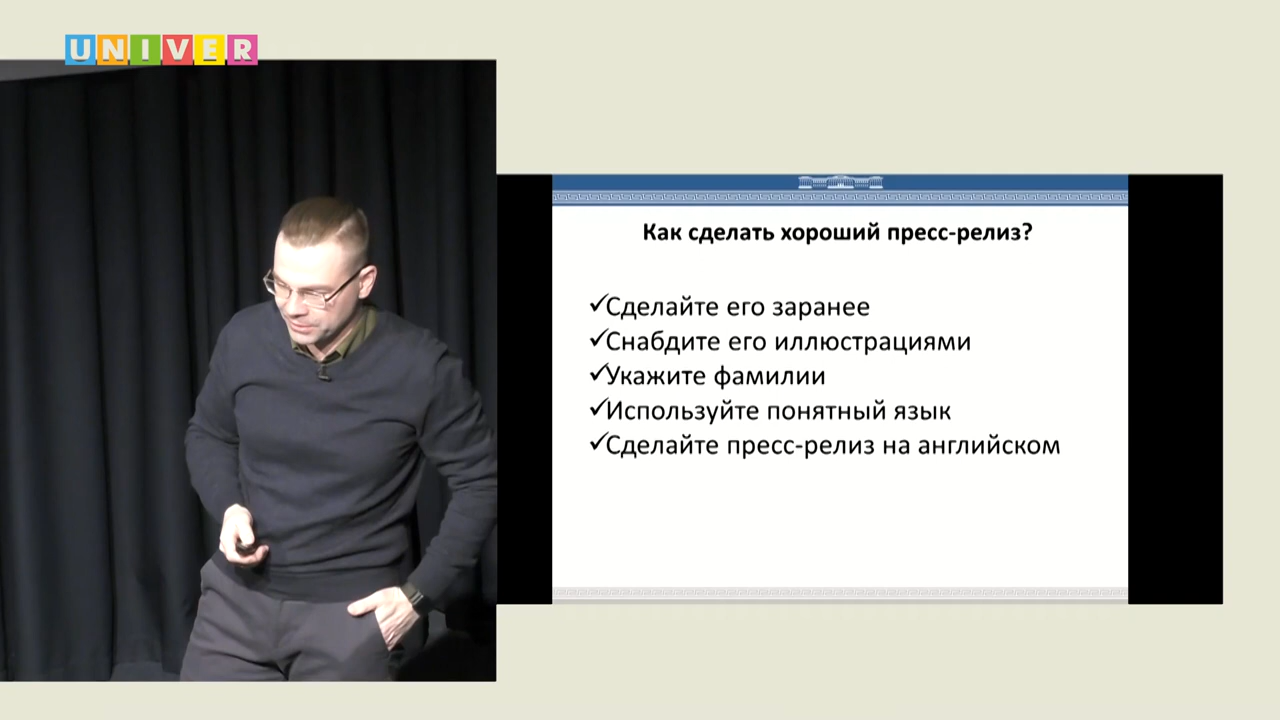 UNIVER
Как сделать хороший пресс-релиз?
✓Сделайте его заранее
✓Снабдите его иллюстрациями
✓Укажите фамилии
✓Используйте понятный язык
✓Сделайте пресс-релиз на английском